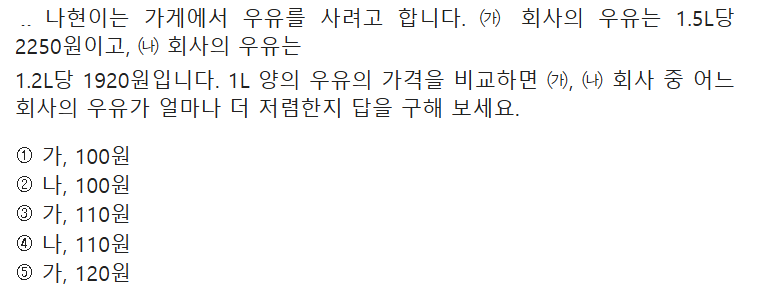 .. 나현이는 가게에서 우유를 사려고 합니다. ㈎ 회사의 우유는 1.5L당
2250원이고, ㈏ 회사의 우유는
1.2L당 1920원입니다. 1L 양의 우유의 가격을 비교하면 ㈎, ㈏ 회사 중 어느
회사의 우유가 얼마나 더 저렴한지 답을 구해 보세요.
① 가, 100원
② 나, 100원
③ 가, 110원
④ 나, 110원
⑤ 가, 120원